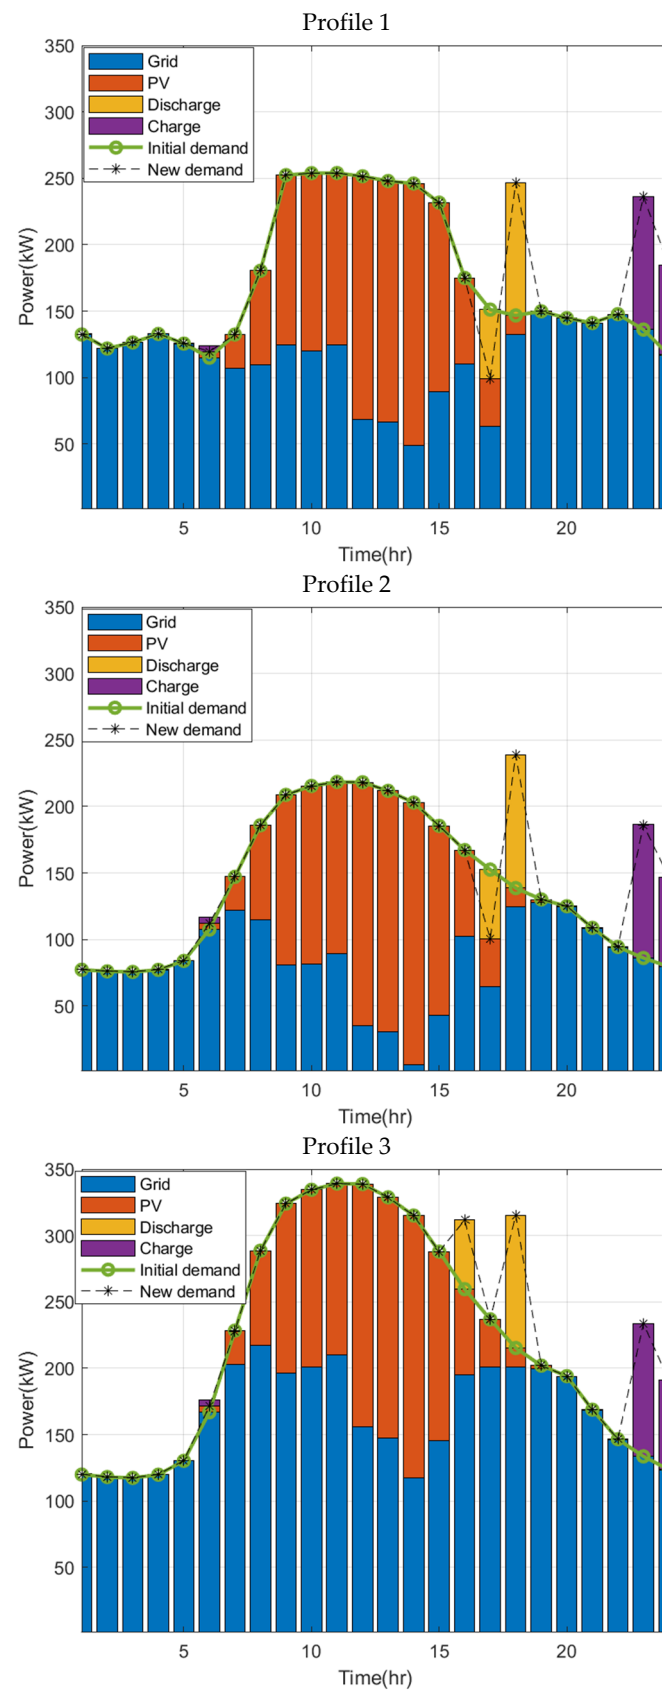 Profile 1
350
Grid
PV
Discharge
Charge
Initial demand
New demand
300
250
200
150
100
50
Power(kW)
5 10 15 20
Time(hr)
Profile 2
350
Grid
PV
Discharge
Charge
Initial demand
New demand
300
250
200
150
100
50
Power(kW)
5 10 15 20
Time(hr)
Profile 3
350
Grid
PV
Discharge
Charge
Initial demand
New demand
300
250
200
150
100
50
Power(kW)
5 10 15 20
Time(hr)